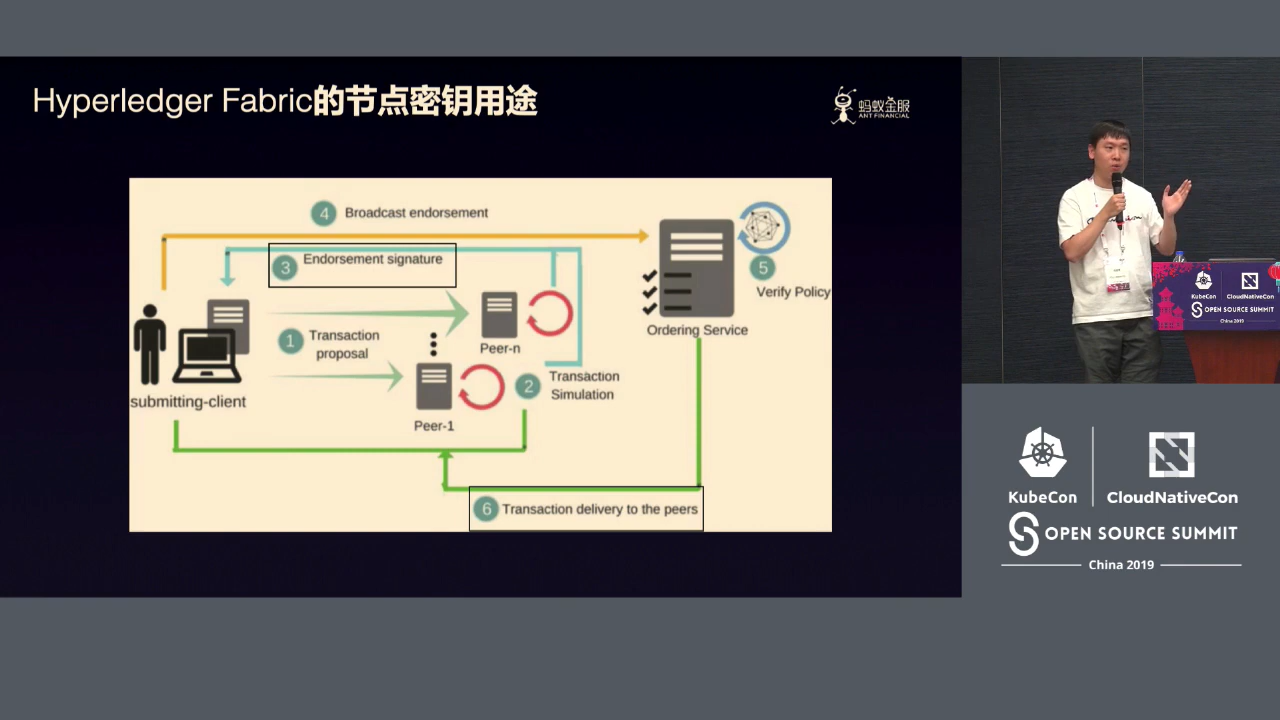 Hyperledger Fabric的节点密钥用途
蚂蚁金服
ANT FINANCIAL
4 Broadcast endorsement
3 Endorsement signature
5
Verify Policy
1 Transaction
proposal
Ordering Service
Peer-n
2 Transaction
Simulation
submitting-client
Peer-1
6 Transaction delivery to the peers
KubeCon
CloudNativeCon
OPEN SOURCE SUMMIT
China 2019
KubeCon
CloudNativeCon
OPEN SOURCE SUMMIT
China 2019